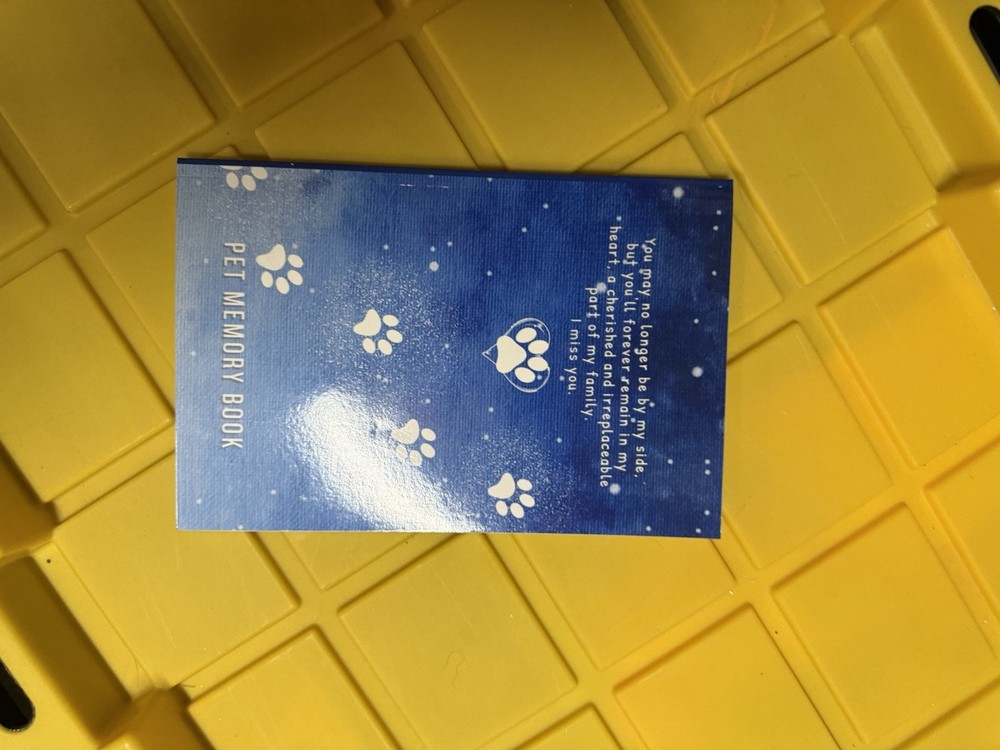 You may no longer be by my side,
but you'll forever remain in my
heart, a cherished and irreplaceable
part of my family.
I miss you.
PET MEMORY BOOK